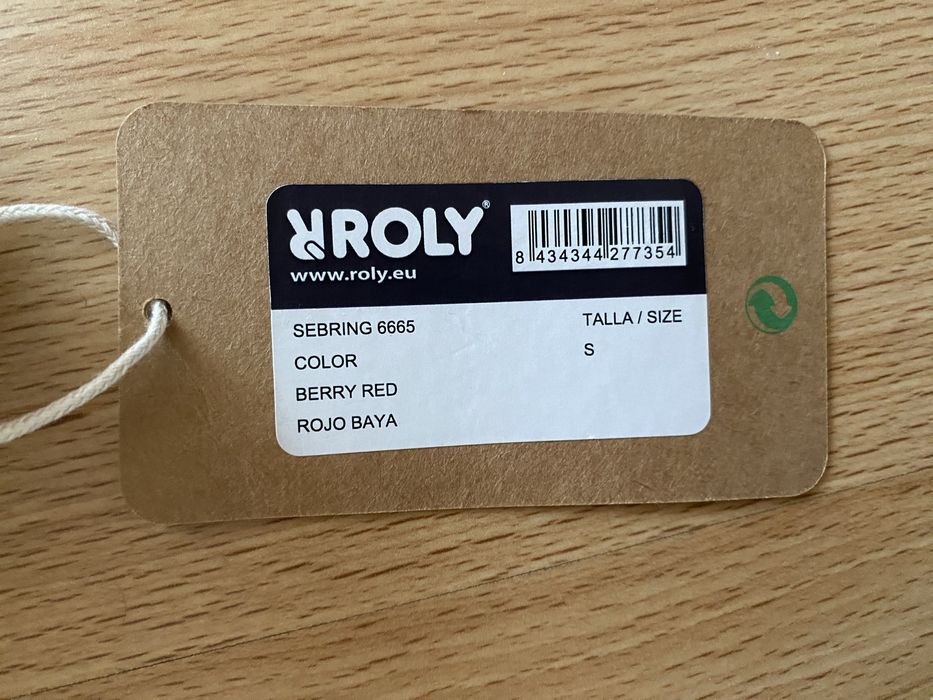 ROLY®
www.roly.eu
8 434344 277354
SEBRING 6665
TALLA / SIZE
COLOR
S
BERRY RED
ROJO BAYA